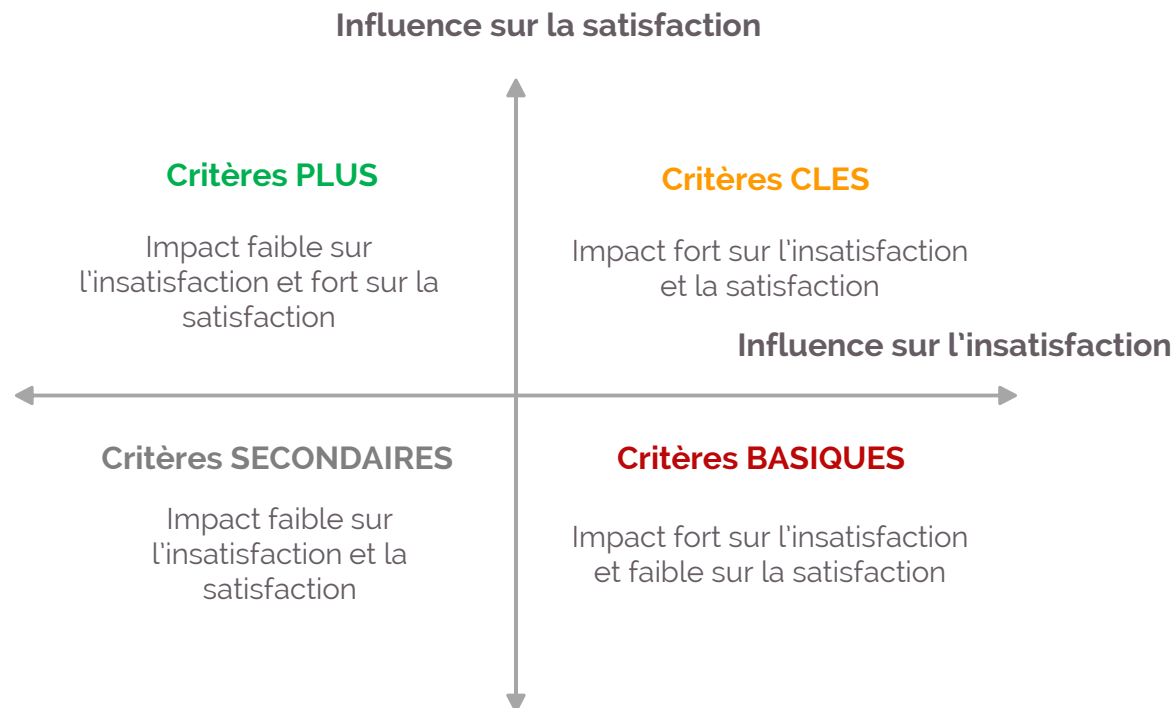 Influence sur la satisfaction
Critères PLUS
Impact faible sur
l'insatisfaction et fort sur la
satisfaction
Critères CLES
Impact fort sur l'insatisfaction
et la satisfaction
Influence sur l'insatisfaction
Critères SECONDAIRES
Impact faible sur
l'insatisfaction et la
satisfaction
Critères BASIQUES
Impact fort sur l'insatisfaction
et faible sur la satisfaction